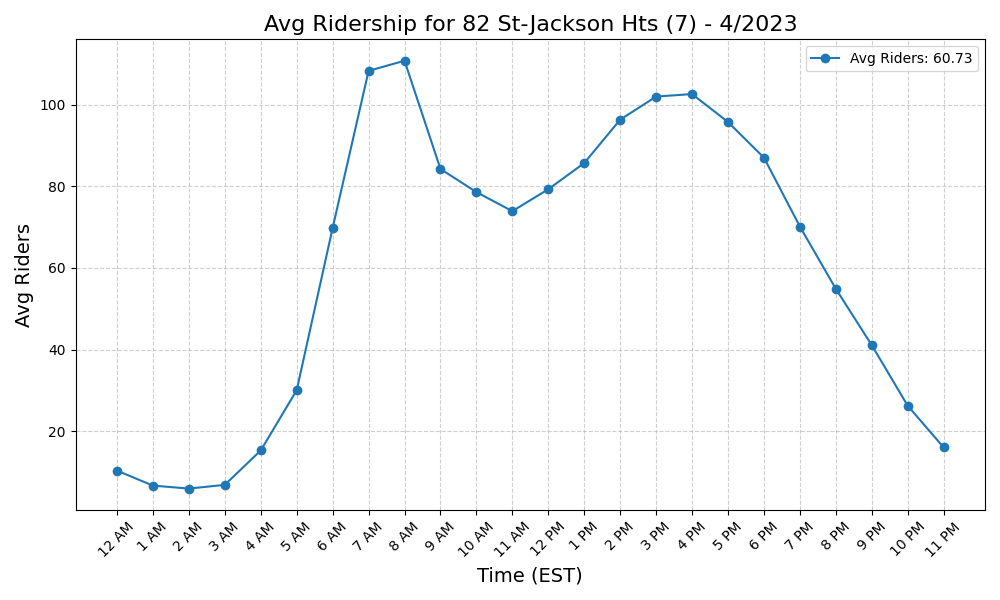 Avg Ridership for 82 St-Jackson Hts (7) - 4/2023
Avg Riders: 60.73
Avg Riders
100
80
60
40
20
12 AM
1 AM
2 AM
3 AM
4 AM
5 AM
6 AM
7 AM
8 AM
9 AM
10 AM
11 AM
12 PM
1 PM
2 PM
3 PM
4 PM
5 PM
6 PM
7 PM
8 PM
9 PM
10 PM
11 PM
Time (EST)